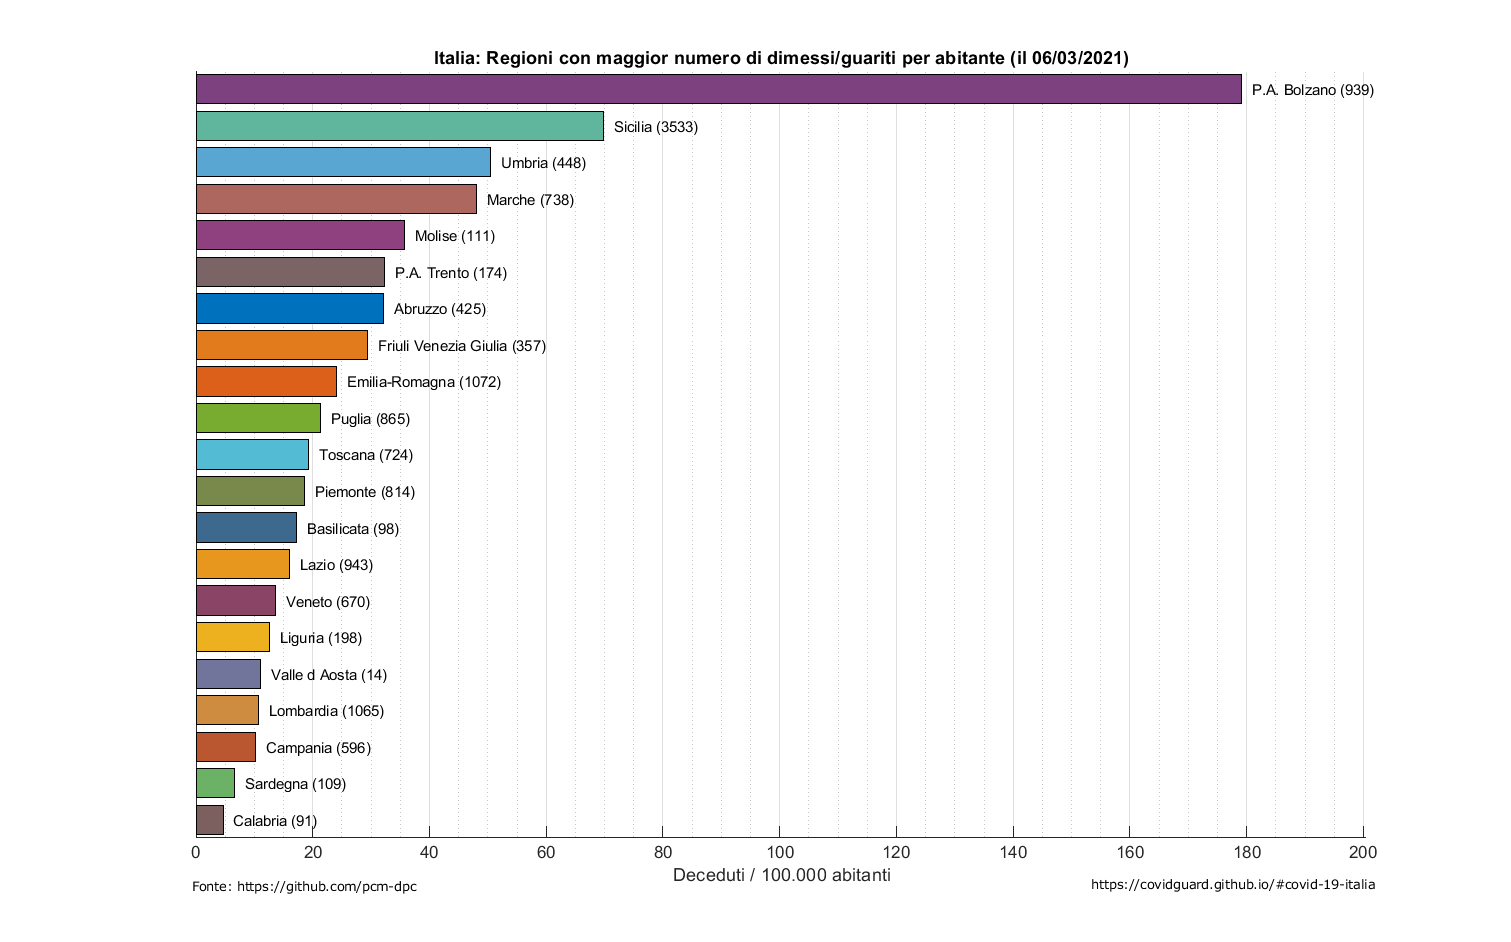 Italia: Regioni con maggior numero di dimessi/guariti per abitante (il 06/03/2021)
P.A. Bolzano (939)
Sicilia (3533)
Umbria (448)
Marche (738)
Molise (111)
P.A. Trento (174)
Abruzzo (425)
Friuli Venezia Giulia (357)
Emilia-Romagna (1072)
Puglia (865)
Toscana (724)
Piemonte (814)
Basilicata (98)
Lazio (943)
Veneto (670)
Liguria (198)
Valle d Aosta (14)
Lombardia (1065)
Campania (596)
Sardegna (109)
Calabria (91)
0 20 40 60 80 100 120 140 160 180 200
Deceduti / 100.000 abitanti
Fonte: https://github.com/pcm-dpc
https://covidguard.github.io/#covid-19-italia